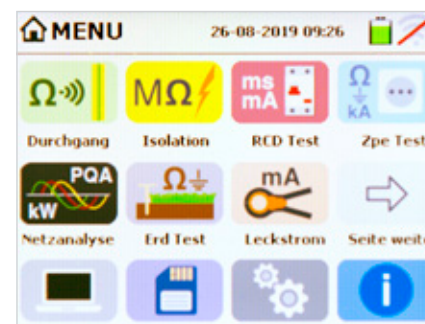 MENU 26-08-2019 09:26
Ω MΩ ms mA Ω kA
Durchgang Isolation RCD Test Zpe Test
PQA kW Ω mA
Netzanalyse Erd Test Leckstrom Seite weite
i